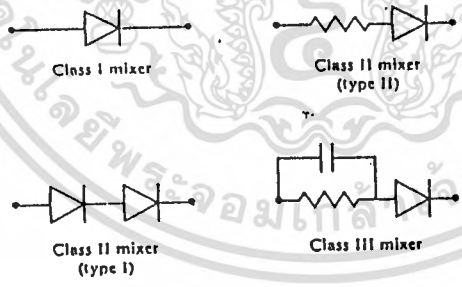 Class I mixer
Class II mixer
(type II)
Class II mixer
(type I)
Class III mixer